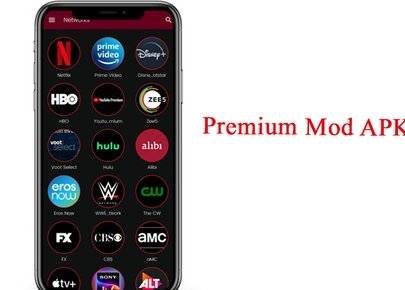 Networks
N prime video Disney+
Netflix Prime Video Disne...otstar
HBO YouTube Premium ZEE5
HBO Youtu...mium Zee5
voot select hulu alibi
Voot Select Hulu Alibi
eros now W CW
Eros Now WWE...twork The CW
FX CBS aMC
FX CBS aMC
tv+ SONY ALT
Premium Mod APK